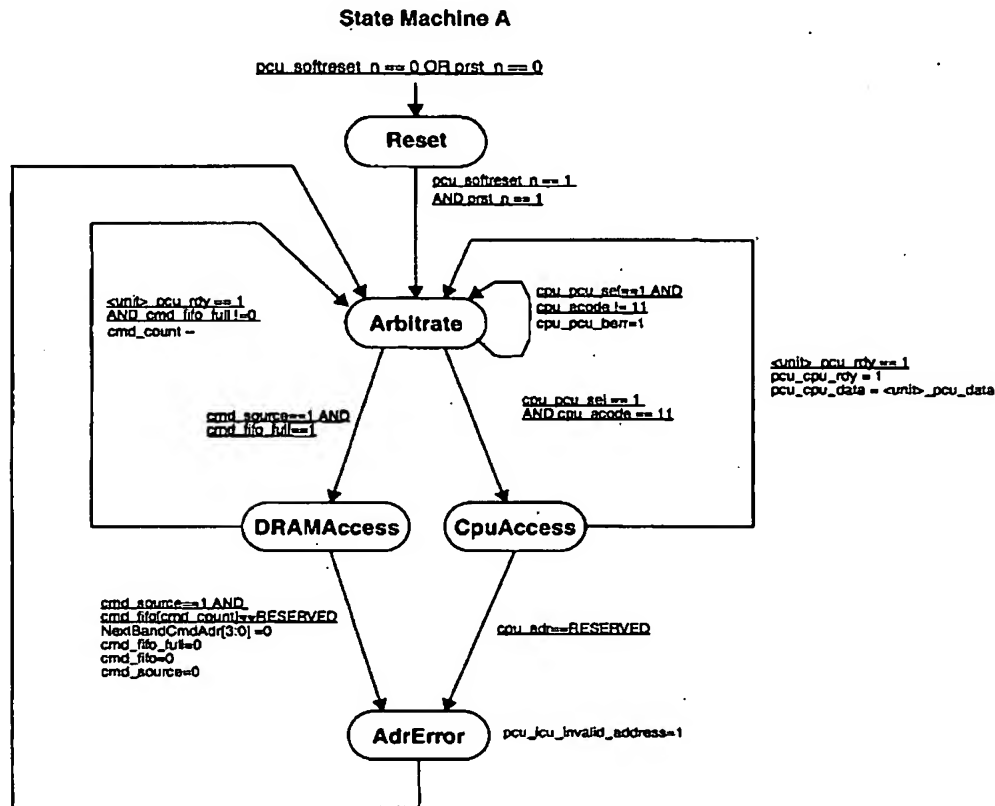 State Machine A
pcu_softreset_n == 0 OR prst_n == 0
Reset
pcu_softreset_n == 1
AND prst_n == 1
<unit>_pcu_rdy == 1
AND cmd_fifo_full !=0
cmd_count --
Arbitrate
cpu_pcu_sel==1 AND
cpu_acode != 11
cpu_pcu_berr=1
<unit>_pcu_rdy == 1
pcu_cpu_rdy = 1
pcu_cpu_data = <unit>_pcu_data
cmd_source==1 AND
cmd_fifo_full==1
cpu_pcu_sel == 1
AND cpu_acode == 11
DRAMAccess
CpuAccess
cmd_source==1 AND
cmd_fifo[cmd_count]==RESERVED
NextBandCmdAdr[3:0] =0
cmd_fifo_full=0
cmd_fifo=0
cmd_source=0
cpu_adr==RESERVED
AdrError
pcu_icu_invalid_address=1